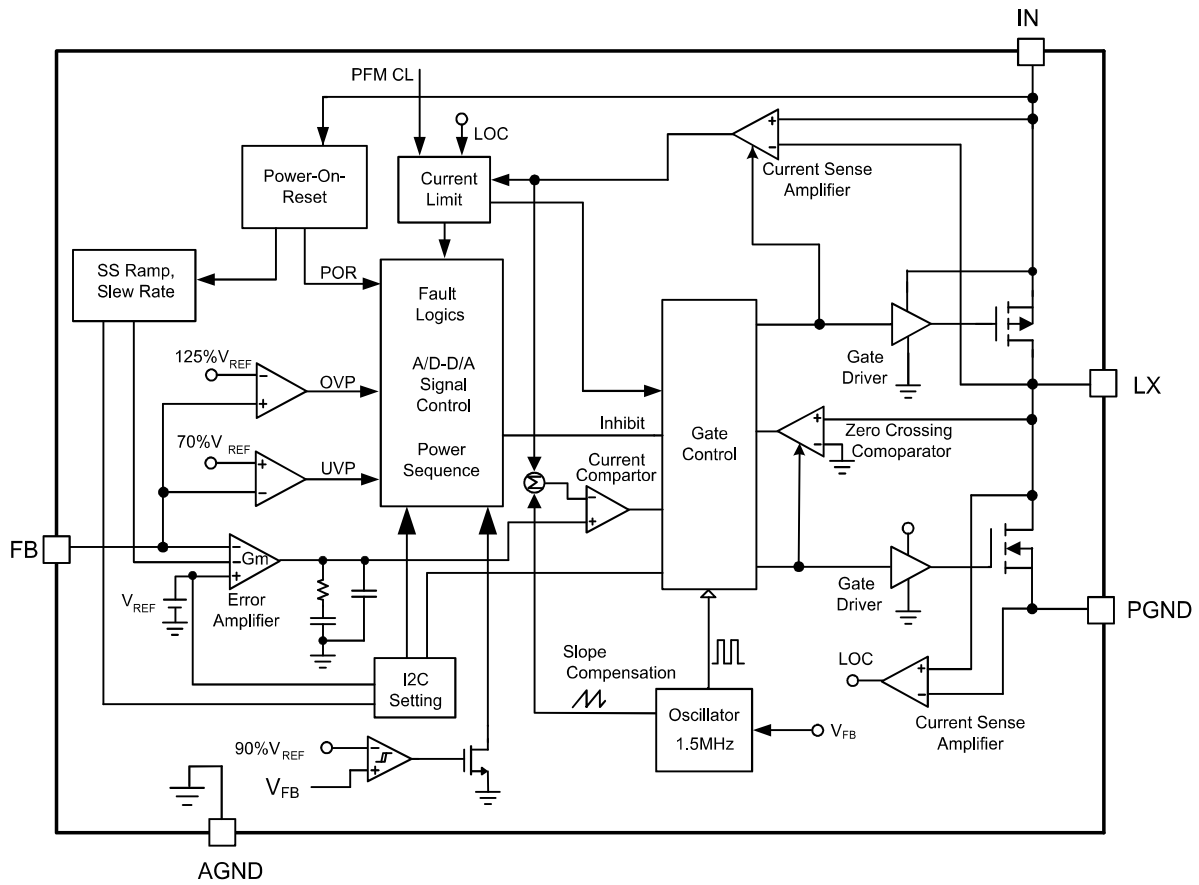 IN
PFM CL
LOC
Power-On-
Reset
Current
Limit
Current Sense
Amplifier
SS Ramp,
Slew Rate
POR
Fault
Logics
A/D-D/A
Signal
Control
Power
Sequence
125%VREF
OVP
70%V REF
UVP
Inhibit
Gate
Control
Gate
Driver
LX
Zero Crossing
Comoparator
Current
Compartor
Σ
FB
Gm
VREF
Error
Amplifier
Gate
Driver
PGND
I2C
Setting
Slope
Compensation
Oscillator
1.5MHz
VFB
LOC
Current Sense
Amplifier
90%VREF
VFB
AGND